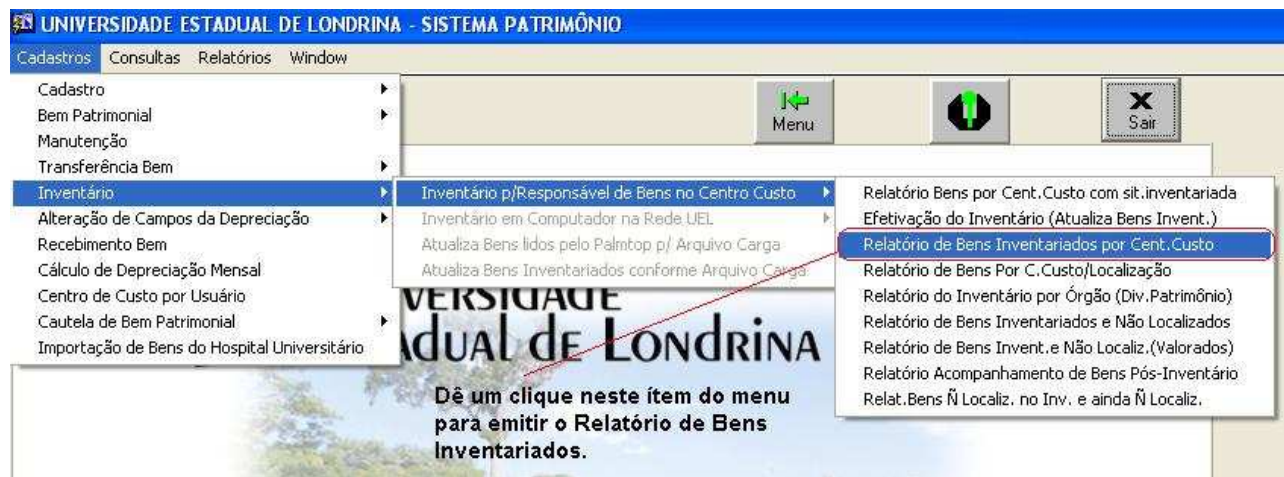 UNIVERSIDADE ESTADUAL DE LONDRINA - SISTEMA PATRIMÔNIO
Cadastros Consultas Relatórios Window
Menu
Sair
Cadastro
Bem Patrimonial
Manutenção
Transferência Bem
Inventário
Alteração de Campos da Depreciação
Recebimento Bem
Cálculo de Depreciação Mensal
Centro de Custo por Usuário
Cautela de Bem Patrimonial
Importação de Bens do Hospital Universitário
Inventário p/Responsável de Bens no Centro Custo
Inventário em Computador na Rede UEL
Atualiza Bens lidos pelo Palmtop p/ Arquivo Carga
Atualiza Bens Inventariados conforme Arquivo Carga
Relatório Bens por Cent.Custo com sit.inventariada
Efetivação do Inventário (Atualiza Bens Invent.)
Relatório de Bens Inventariados por Cent.Custo
Relatório de Bens Por C.Custo/Localização
Relatório do Inventário por Órgão (Div.Patrimônio)
Relatório de Bens Inventariados e Não Localizados
Relatório de Bens Invent.e Não Localiz.(Valorados)
Relatório Acompanhamento de Bens Pós-Inventário
Relat.Bens Ñ Localiz. no Inv. e ainda Ñ Localiz.
VERSIDADE
ADUAL DE LONDRINA
Dê um clique neste ítem do menu
para emitir o Relatório de Bens
Inventariados.